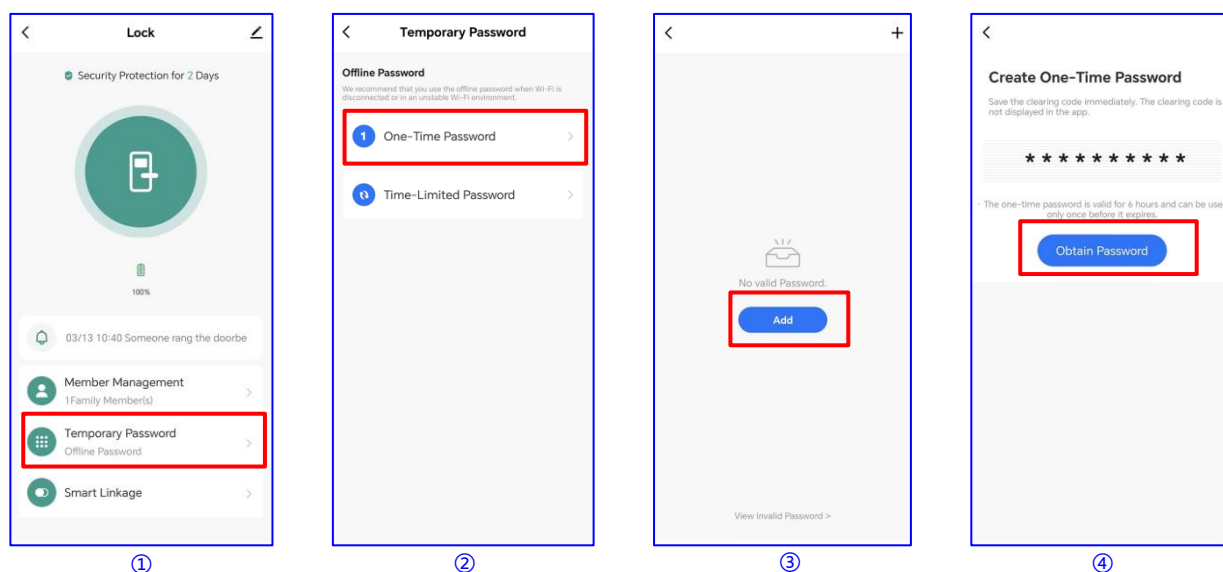 Lock
Security Protection for 2 Days
100%
03/13 10:40 Someone rang the doorbe
Member Management
1Family Member(s)
Temporary Password
Offline Password
Smart Linkage
①
Temporary Password
Offline Password
We recommend that you use the offline password when Wi-Fi is
disconnected or in an unstable Wi-Fi environment.
1 One-Time Password
Time-Limited Password
②
No valid Password.
Add
View Invalid Password >
③
Create One-Time Password
Save the clearing code immediately. The clearing code is
not displayed in the app.
* * * * * * * * * *
- The one-time password is valid for 6 hours and can be use
only once before it expires.
Obtain Password
④